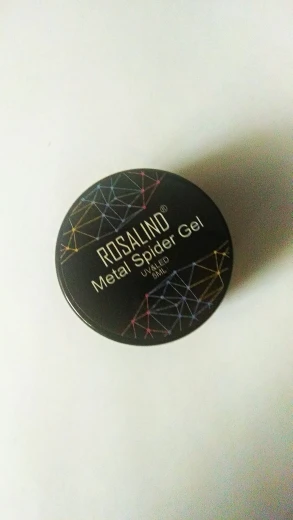 ROSALIND®
Metal Spider Gel
UV&LED
5ML